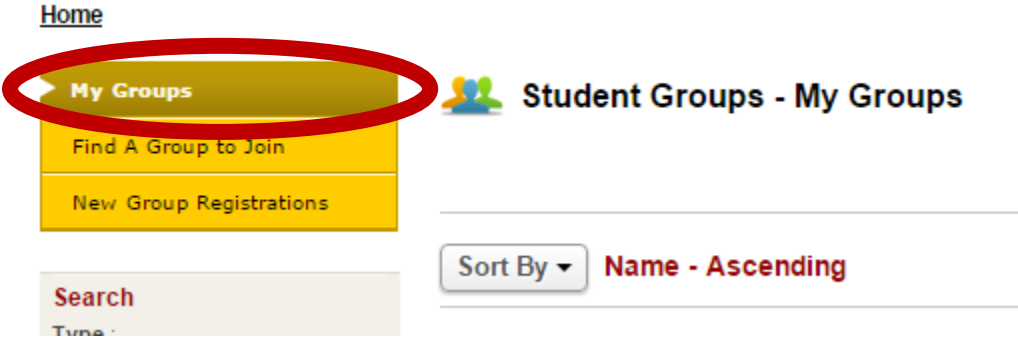 Home
My Groups
Find A Group to Join
New Group Registrations
Student Groups - My Groups
Sort By
Name - Ascending
Search
Type :